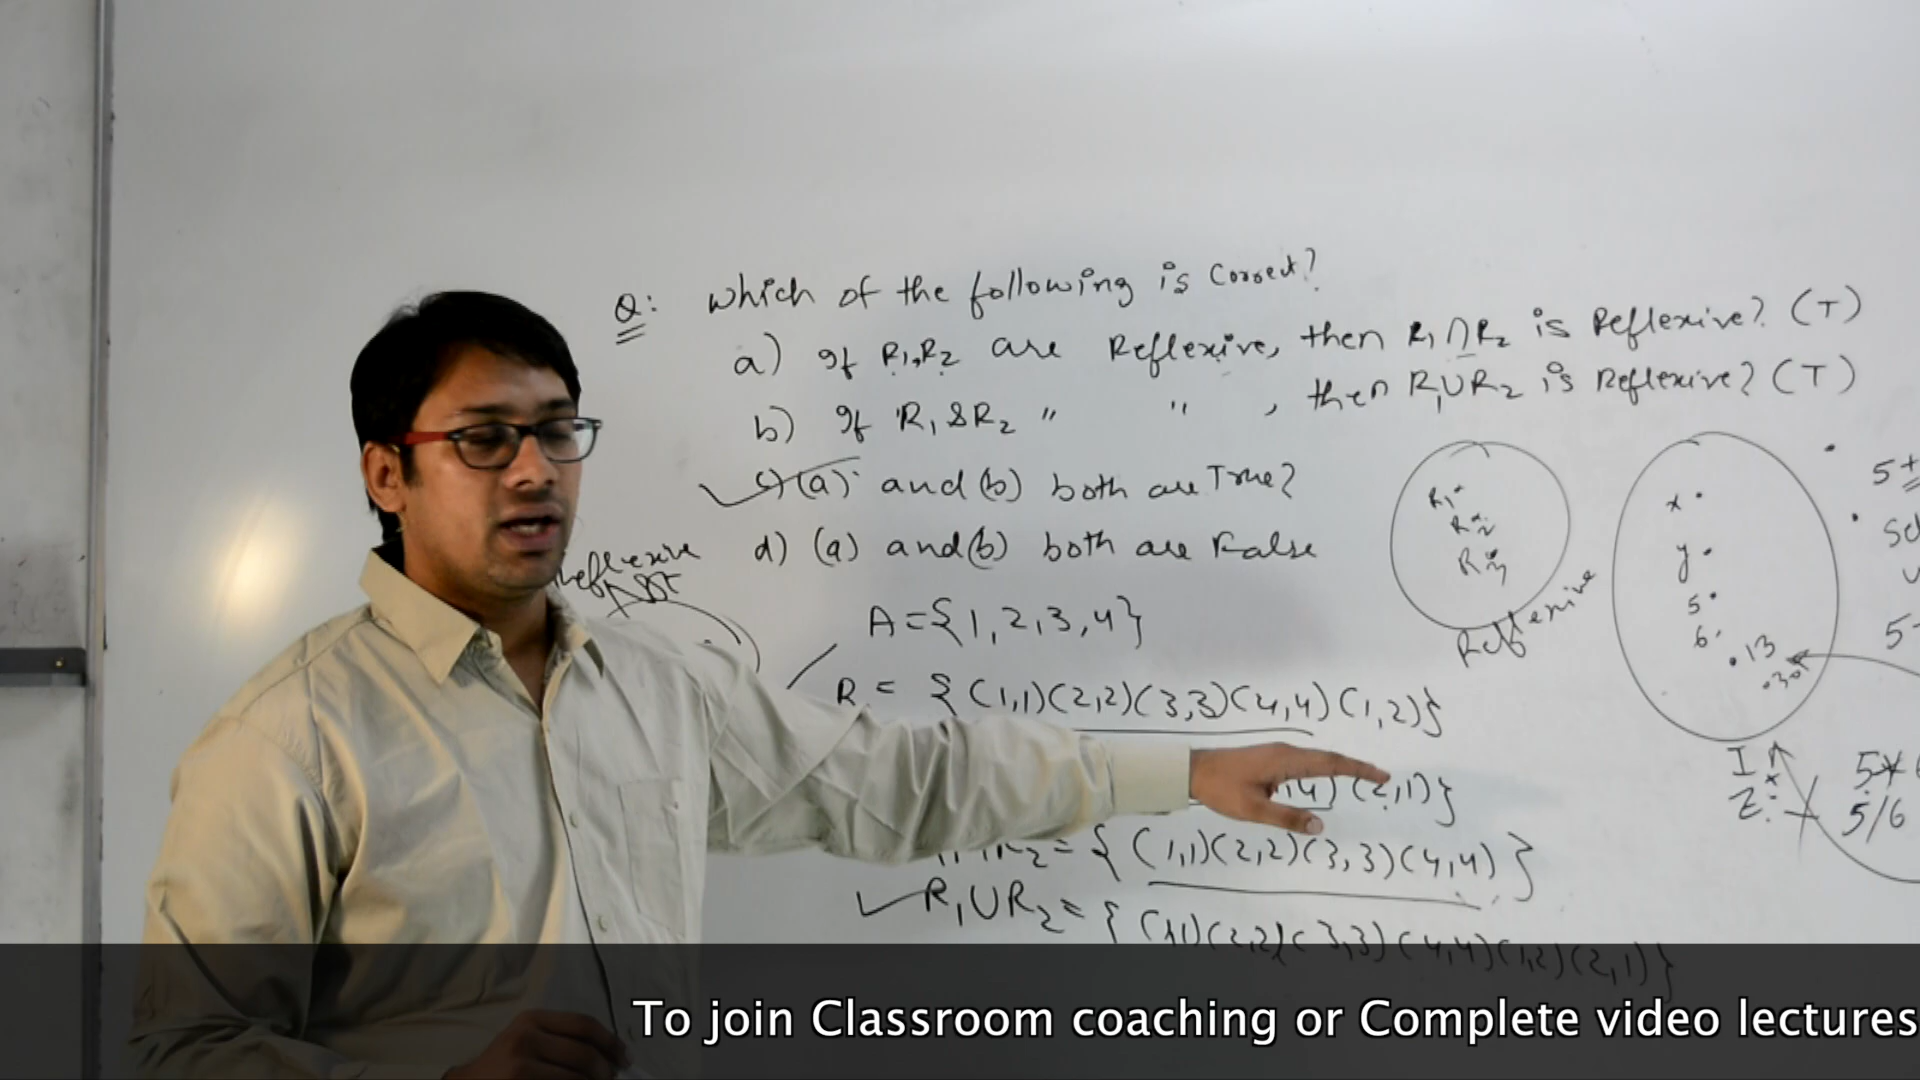 Q: Which of the following is Correct?
a) If R1,R2 are Reflexive, then R1∩R2 is Reflexive? (T)
b) If R1&R2 " " , then R1∪R2 is Reflexive? (T)
c) (a) and (b) both are True?
d) (a) and (b) both are False
Reflexive
A={1,2,3,4}
R = {(1,1)(2,2)(3,3)(4,4)(1,2)}
,4)(2,1)}
R2={(1,1)(2,2)(3,3)(4,4)}
R1∪R2={(1,1)(2,2)(3,3)(4,4)(1,2)(2,1)}
R1
R2
R3
Reflexive
x
y
5
6
13
30
I
Z
5+
5*6
5/6
To join Classroom coaching or Complete video lectures